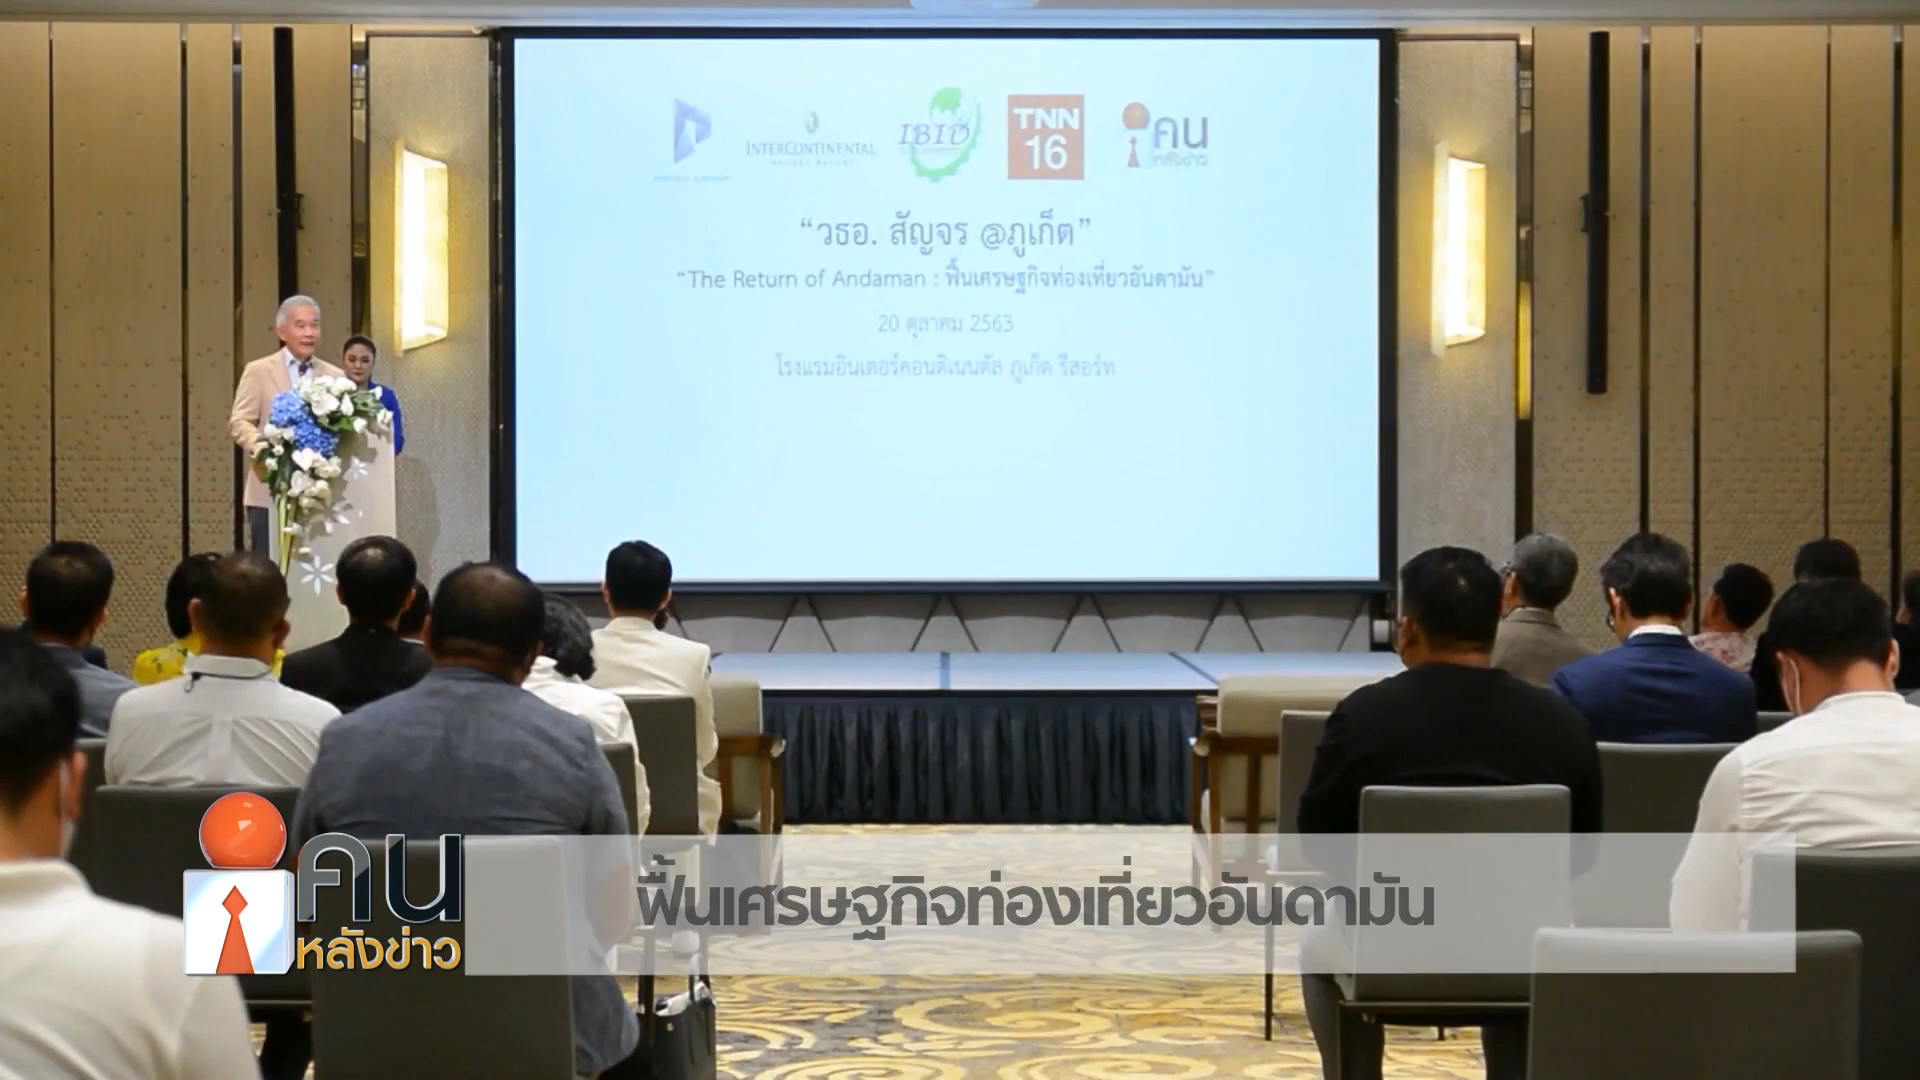 INTERCONTINENTAL
PHUKET RESORT
IBID
TNN
16
คน
หลังข่าว
“วธอ. สัญจร @ภูเก็ต”
“The Return of Andaman : ฟื้นเศรษฐกิจท่องเที่ยวอันดามัน”
20 ตุลาคม 2563
โรงแรมอินเตอร์คอนติเนนตัล ภูเก็ต รีสอร์ท
คน
หลังข่าว
ฟื้นเศรษฐกิจท่องเที่ยวอันดามัน